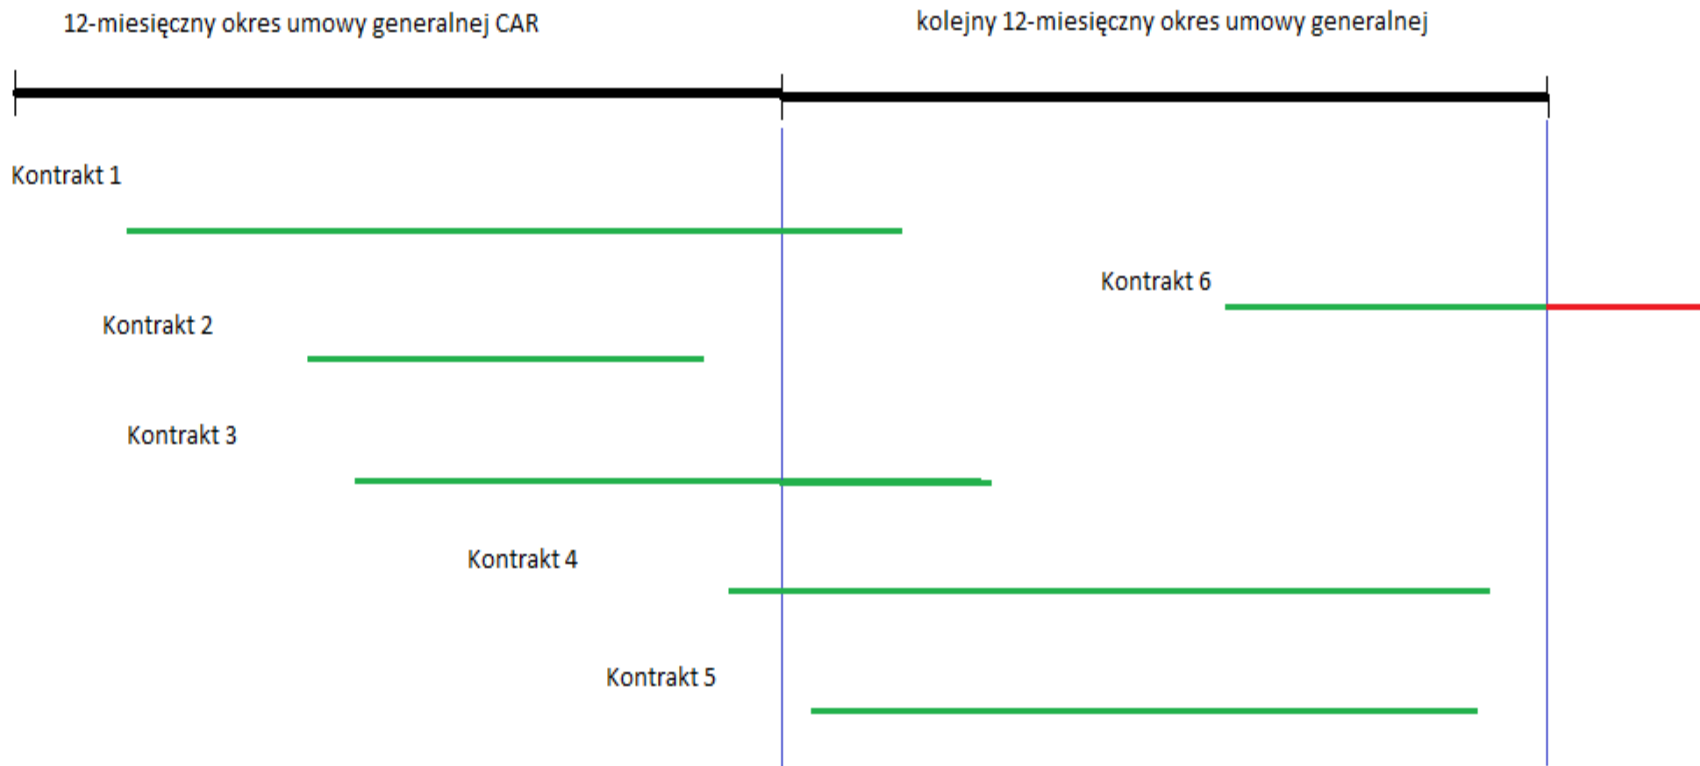 12-miesięczny okres umowy generalnej CAR
kolejny 12-miesięczny okres umowy generalnej
Kontrakt 1
Kontrakt 6
Kontrakt 2
Kontrakt 3
Kontrakt 4
Kontrakt 5